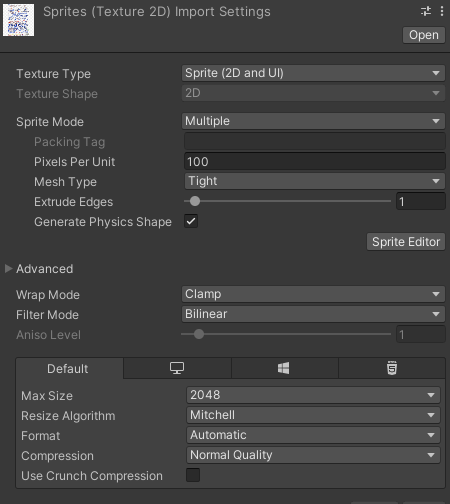 Sprites (Texture 2D) Import Settings
Open
Texture Type Sprite (2D and UI)
Texture Shape 2D
Sprite Mode Multiple
Packing Tag
Pixels Per Unit 100
Mesh Type Tight
Extrude Edges 1
Generate Physics Shape
Sprite Editor
Advanced
Wrap Mode Clamp
Filter Mode Bilinear
Aniso Level 1
Default
Max Size 2048
Resize Algorithm Mitchell
Format Automatic
Compression Normal Quality
Use Crunch Compression